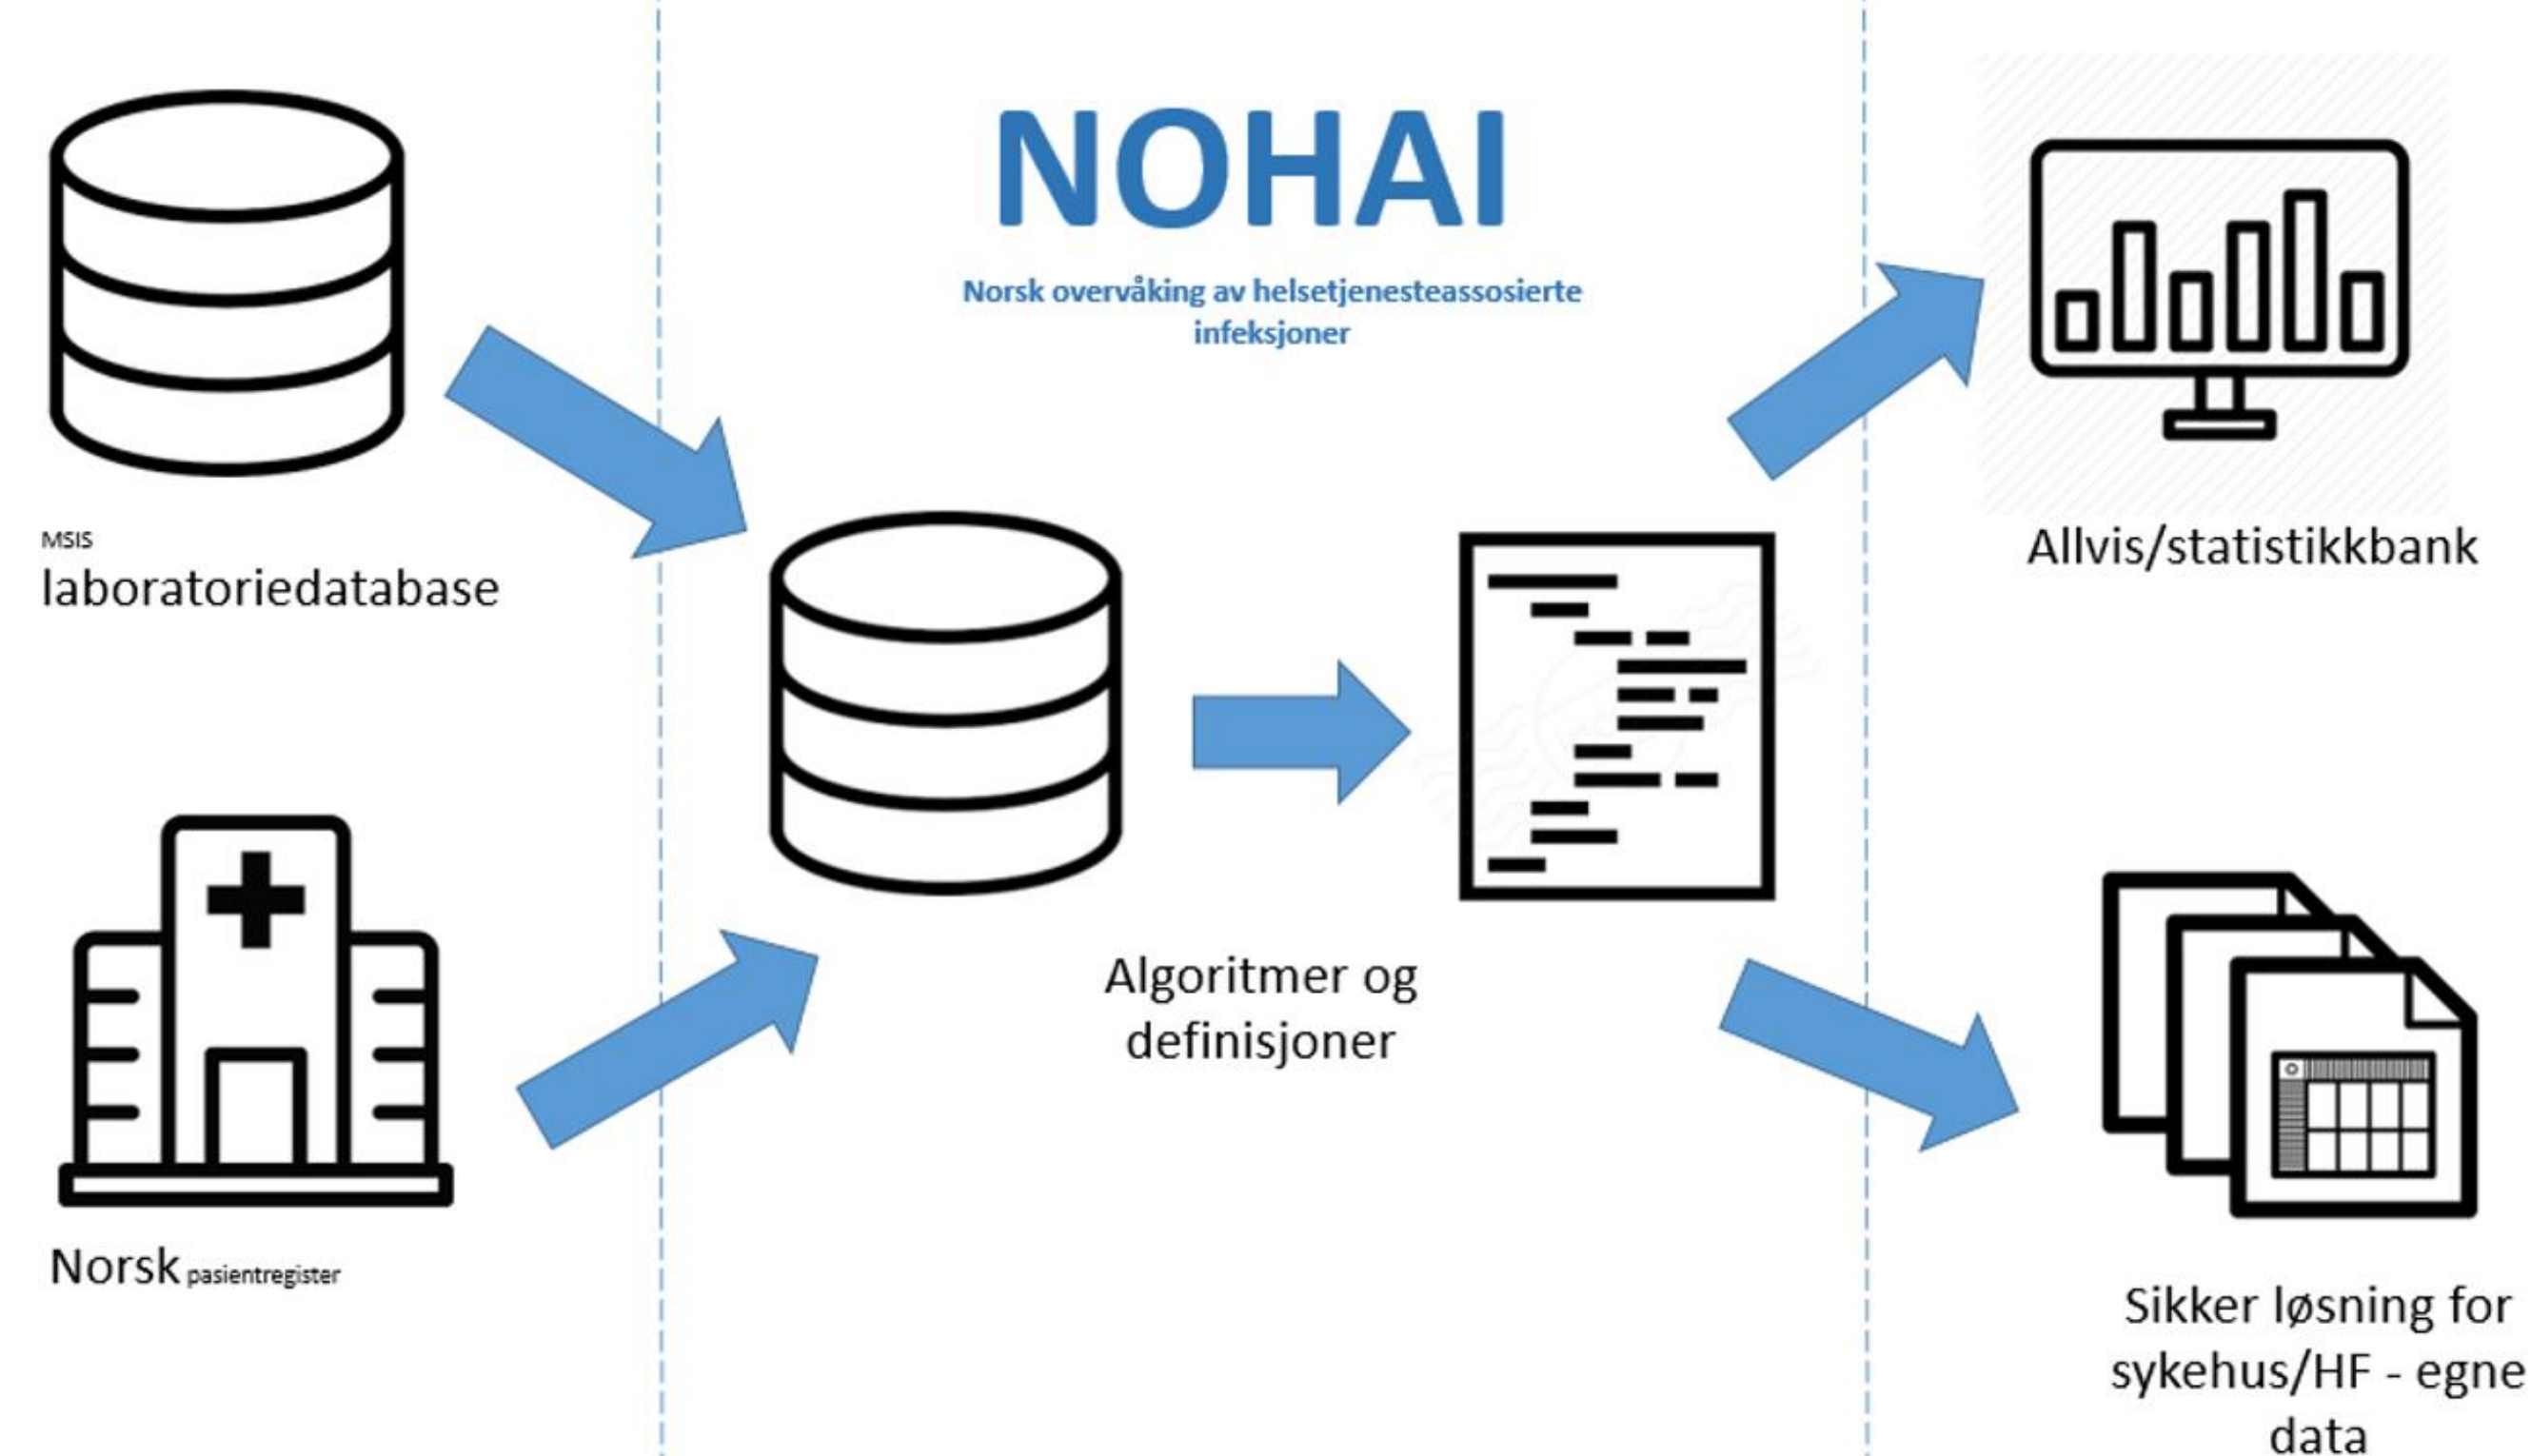 NOHAI
Norsk overvåking av helsetjenesteassosierte
infeksjoner
MSIS
laboratoriedatabase
Norsk pasientregister
Algoritmer og
definisjoner
Allvis/statistikkbank
Sikker løsning for
sykehus/HF - egne
data